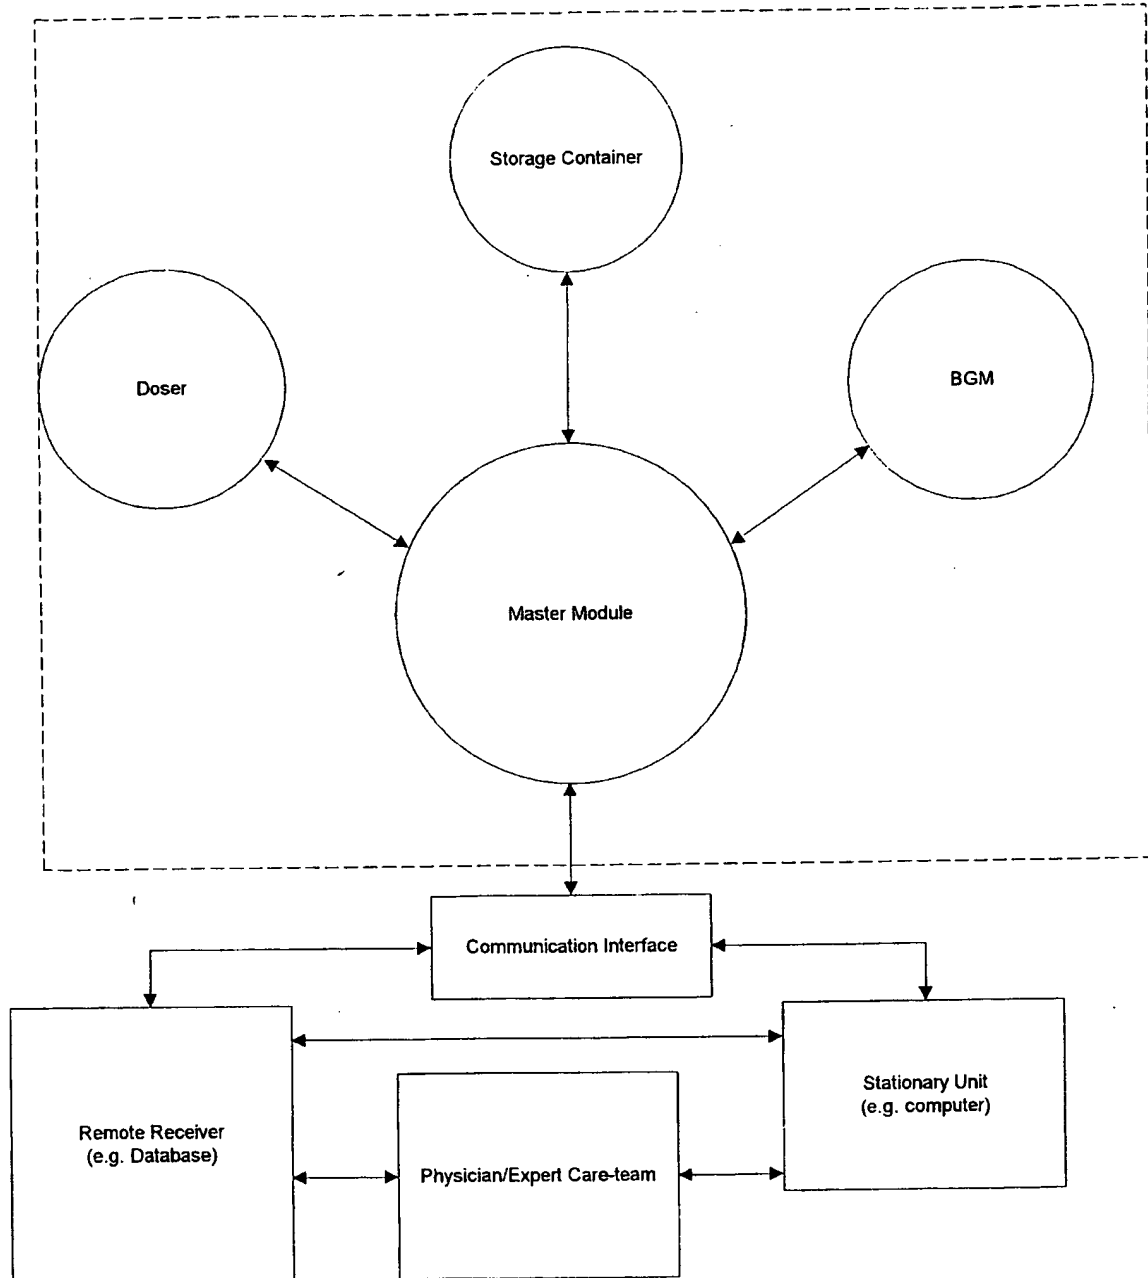 Storage Container
Doser
BGM
Master Module
Communication Interface
Stationary Unit
(e.g. computer)
Remote Receiver
(e.g. Database)
Physician/Expert Care-team